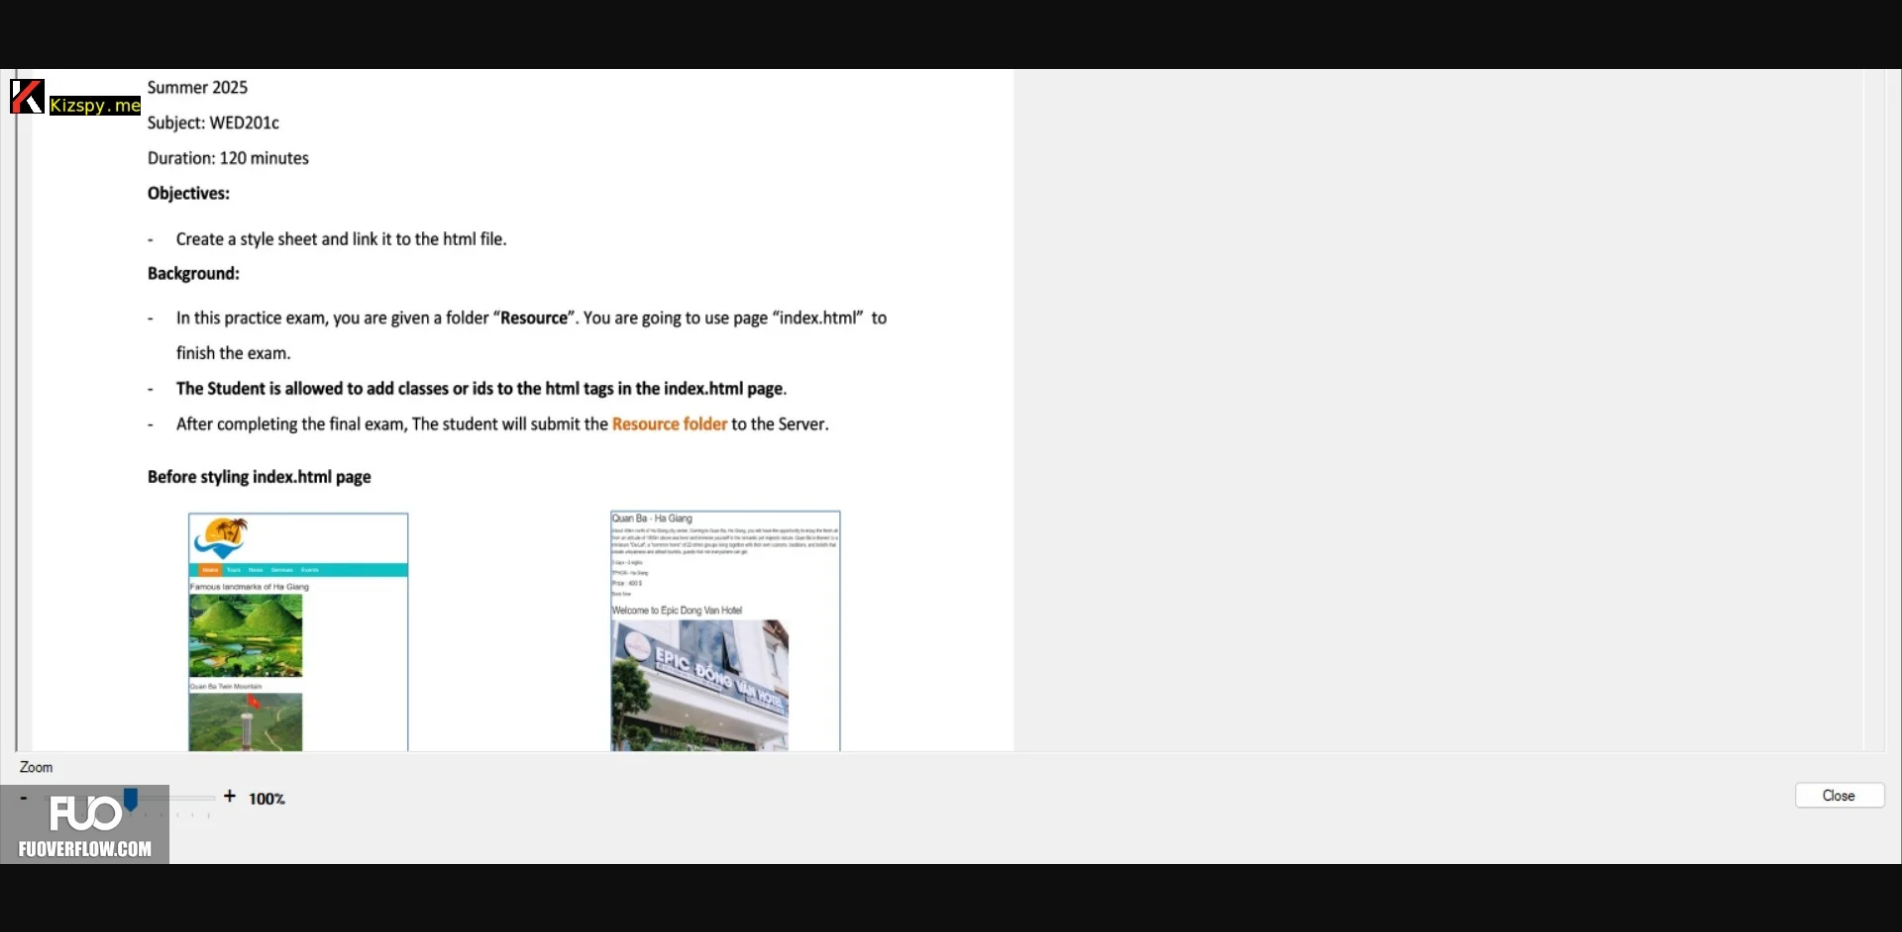 Kizspy.me
Summer 2025
Subject: WED201c
Duration: 120 minutes
Objectives:
- Create a style sheet and link it to the html file.
Background:
- In this practice exam, you are given a folder “Resource”. You are going to use page “index.html” to
finish the exam.
- The Student is allowed to add classes or ids to the html tags in the index.html page.
- After completing the final exam, The student will submit the Resource folder to the Server.
Before styling index.html page
Home Tours News Services Events
Famous landmarks of Ha Giang
Quan Ba Twin Mountain
Quan Ba - Ha Giang
Price : 400 $
Book Now
Welcome to Epic Dong Van Hotel
EPIC ĐỒNG VĂN HOTEL
Zoom
- + 100%
Close
FUO
FUOVERFLOW.COM